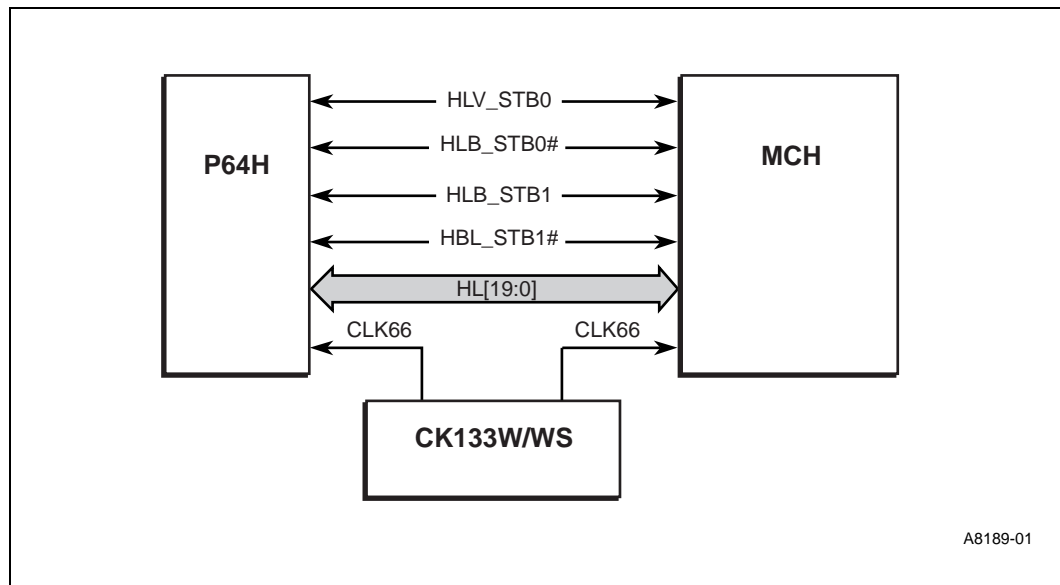 HLV_STB0
HLB_STB0#
P64H
MCH
HLB_STB1
HBL_STB1#
HL[19:0]
CLK66
CLK66
CK133W/WS
A8189-01